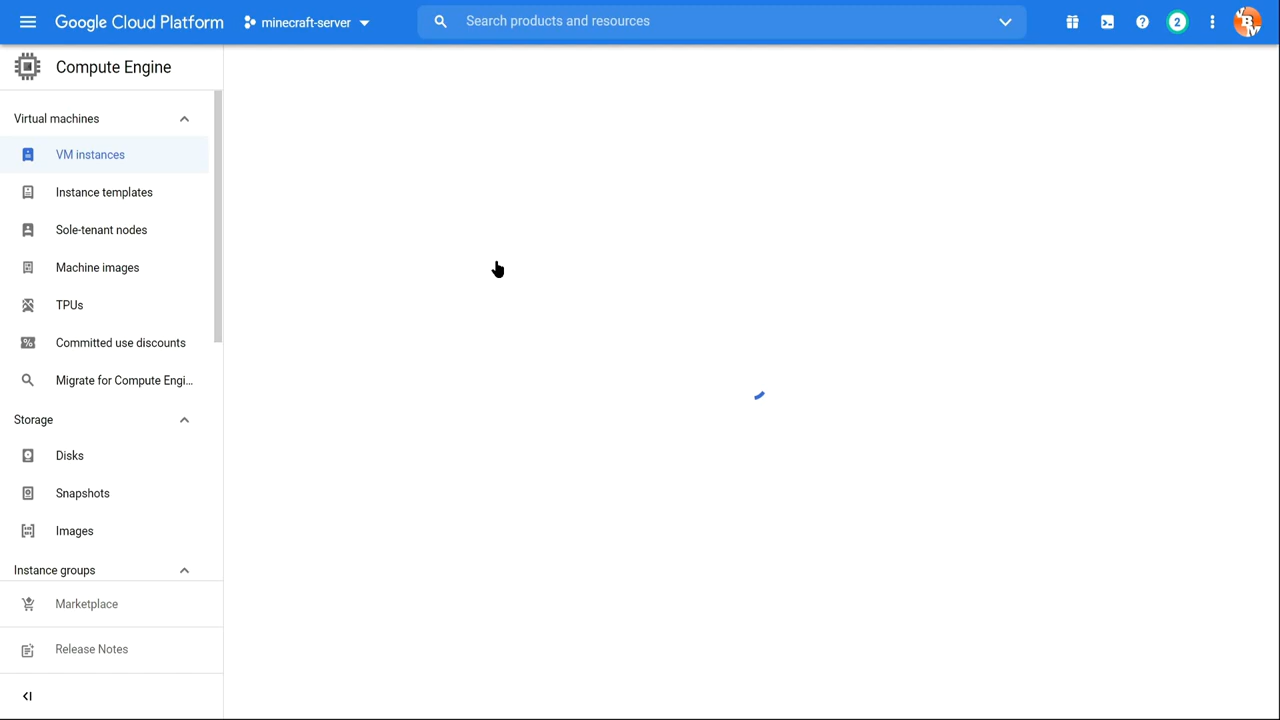 Google Cloud Platform
minecraft-server
Search products and resources
2
Compute Engine
Virtual machines
VM instances
Instance templates
Sole-tenant nodes
Machine images
TPUs
Committed use discounts
Migrate for Compute Engi...
Storage
Disks
Snapshots
Images
Instance groups
Marketplace
Release Notes